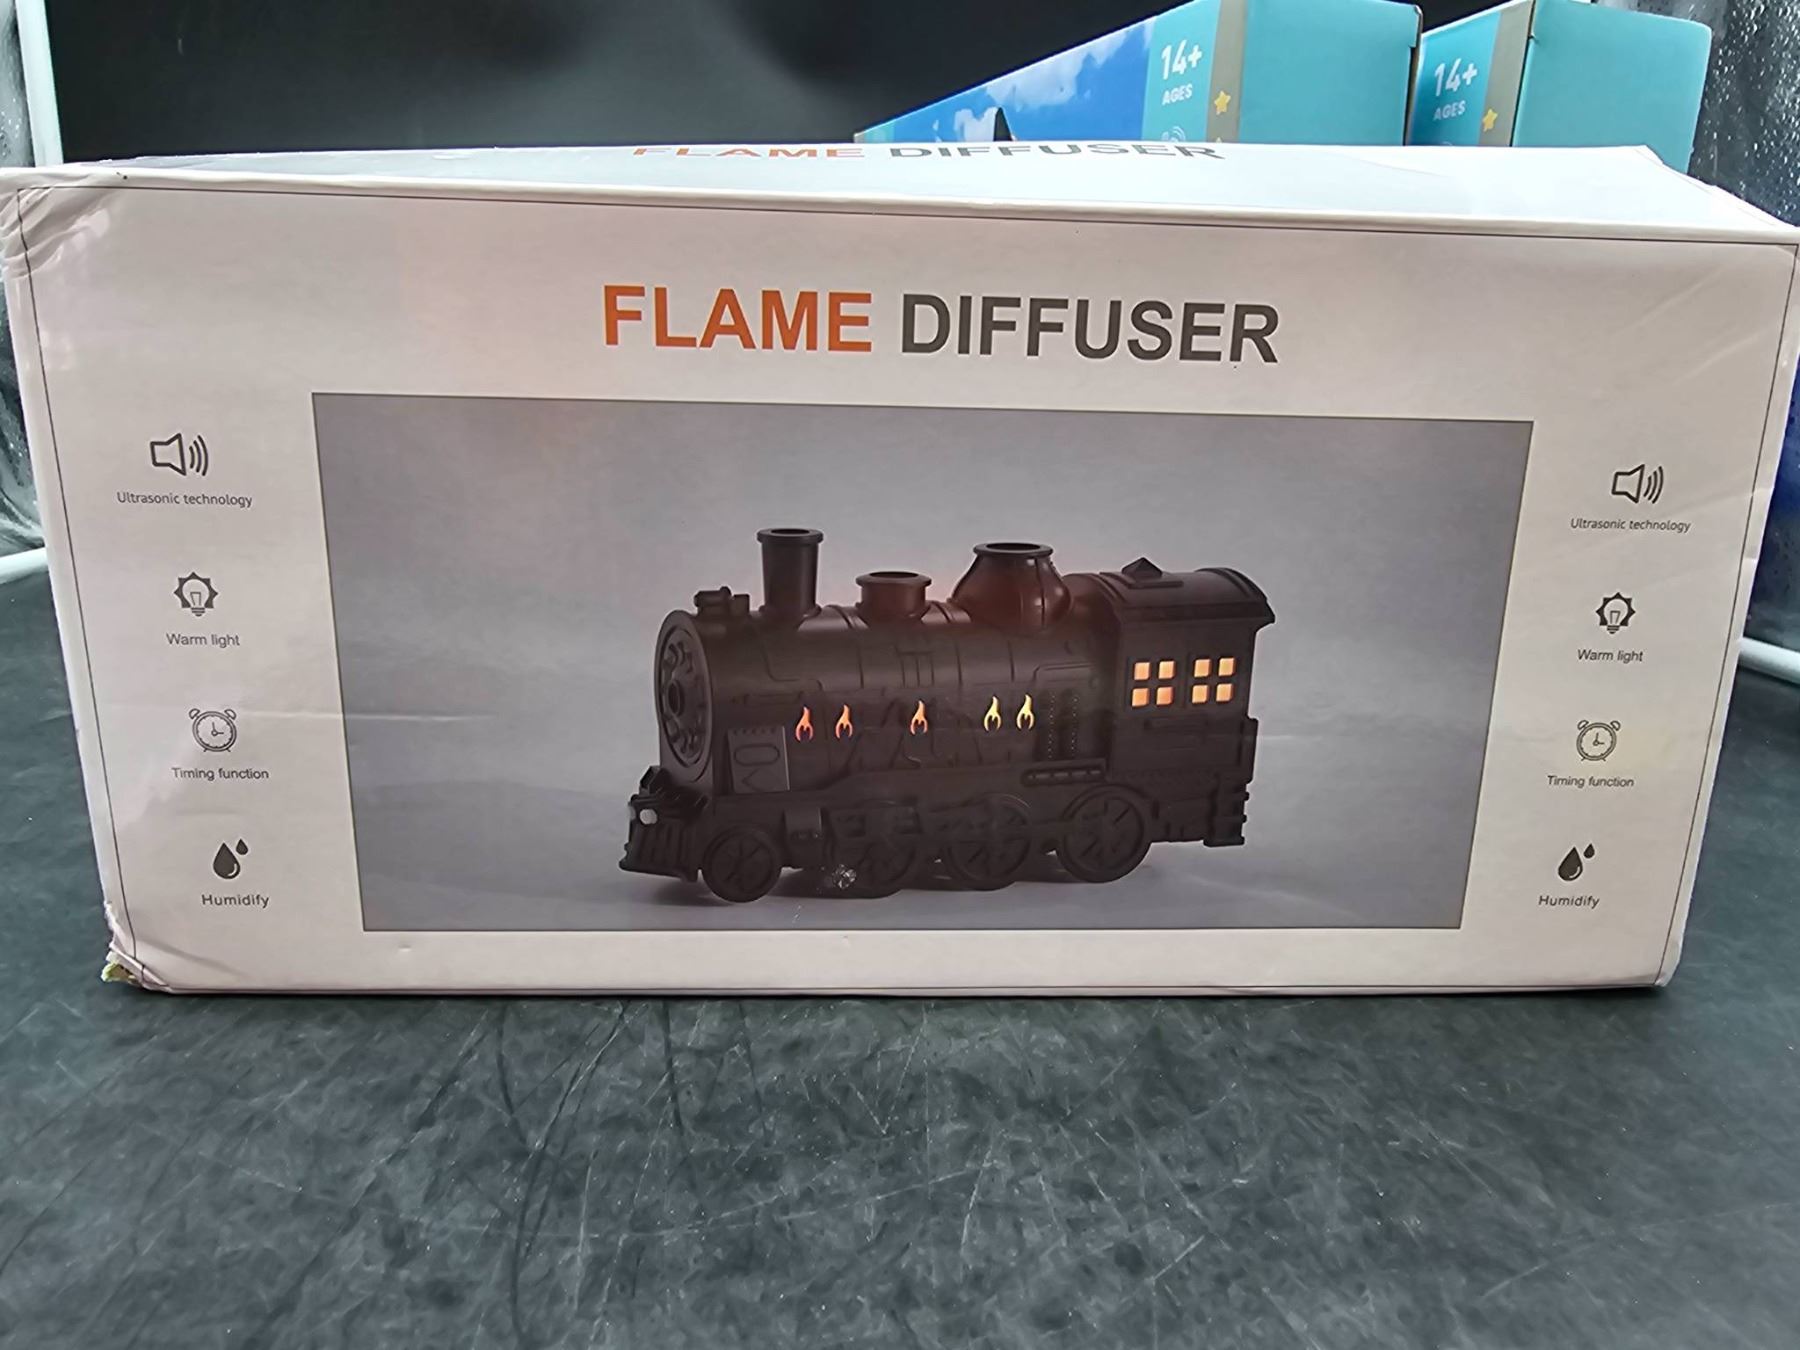 14+
AGES
14+
AGES
FLAME DIFFUSER
FLAME DIFFUSER
Ultrasonic technology
Warm light
Timing function
Humidify
Ultrasonic technology
Warm light
Timing function
Humidify